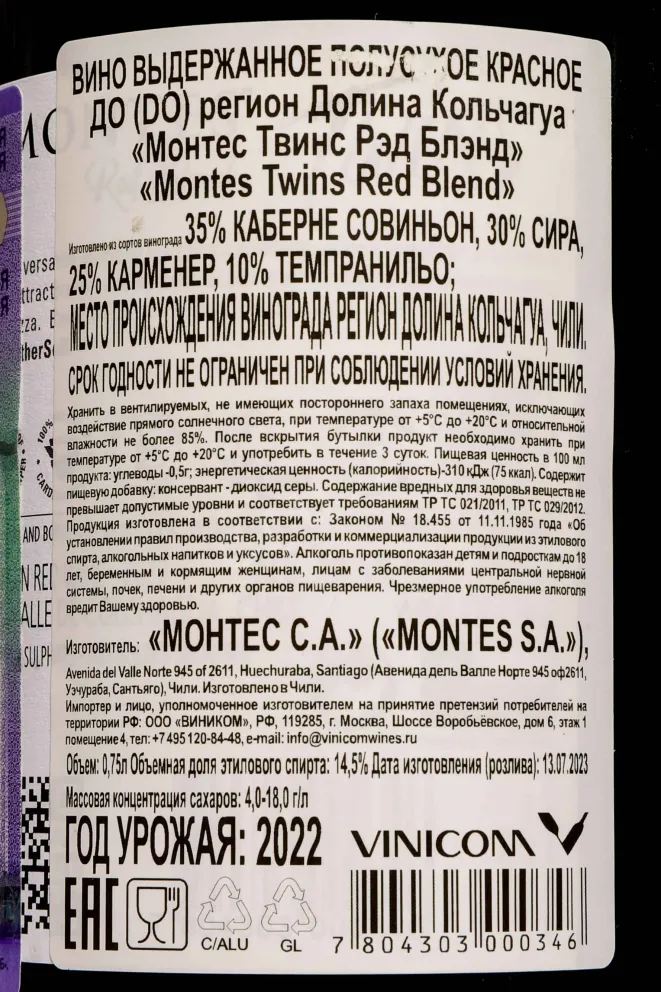 ВИНО ВЫДЕРЖАННОЕ ПОЛУСУХОЕ КРАСНОЕ
ДО (DO) регион Долина Кольчагуа
«Монтес Твинс Рэд Блэнд»
«Montes Twins Red Blend»
Изготовлено из сортов винограда 35% КАБЕРНЕ СОВИНЬОН, 30% СИРА,
25% КАРМЕНЕР, 10% ТЕМПРАНИЛЬО;
МЕСТО ПРОИСХОЖДЕНИЯ ВИНОГРАДА РЕГИОН ДОЛИНА КОЛЬЧАГУА, ЧИЛИ.
СРОК ГОДНОСТИ НЕ ОГРАНИЧЕН ПРИ СОБЛЮДЕНИИ УСЛОВИЙ ХРАНЕНИЯ.
Хранить в вентилируемых, не имеющих постороннего запаха помещениях, исключающих
воздействие прямого солнечного света, при температуре от +5°С до +20°С и относительной
влажности не более 85%. После вскрытия бутылки продукт необходимо хранить при
температуре от +5°С до +20°С и употребить в течение 3 суток. Пищевая ценность в 100 мл
продукта: углеводы -0,5г; энергетическая ценность (калорийность)-310 кДж (75 ккал). Содержит
пищевую добавку: консервант - диоксид серы. Содержание вредных для здоровья веществ не
превышает допустимые уровни и соответствует требованиям ТР ТС 021/2011, ТР ТС 029/2012.
Продукция изготовлена в соответствии с: Законом № 18.455 от 11.11.1985 года «Об
установлении правил производства, разработки и коммерциализации продукции из этилового
спирта, алкогольных напитков и уксусов». Алкоголь противопоказан детям и подросткам до 18
лет, беременным и кормящим женщинам, лицам с заболеваниями центральной нервной
системы, почек, печени и других органов пищеварения. Чрезмерное употребление алкоголя
вредит Вашему здоровью.
Изготовитель: «МОНТЕС С.А.» («MONTES S.A.»),
Avenida del Valle Norte 945 of 2611, Huechuraba, Santiago (Авенида дель Валле Норте 945 оф2611,
Уэчураба, Сантьяго), Чили. Изготовлено в Чили.
Импортер и лицо, уполномоченное изготовителем на принятие претензий потребителей на
территории РФ: ООО «ВИНИКОМ», РФ, 119285, г. Москва, Шоссе Воробьёвское, дом 6, этаж 1
помещение 4, тел: +7 495 120-84-48, e-mail: info@vinicomwines.ru
Объем: 0,75л Объемная доля этилового спирта: 14,5% Дата изготовления (розлива): 13.07.2023
Массовая концентрация сахаров: 4,0-18,0 г/л
ГОД УРОЖАЯ: 2022
VINICOM
ЕАС
C/ALU
GL
7 804303 000346